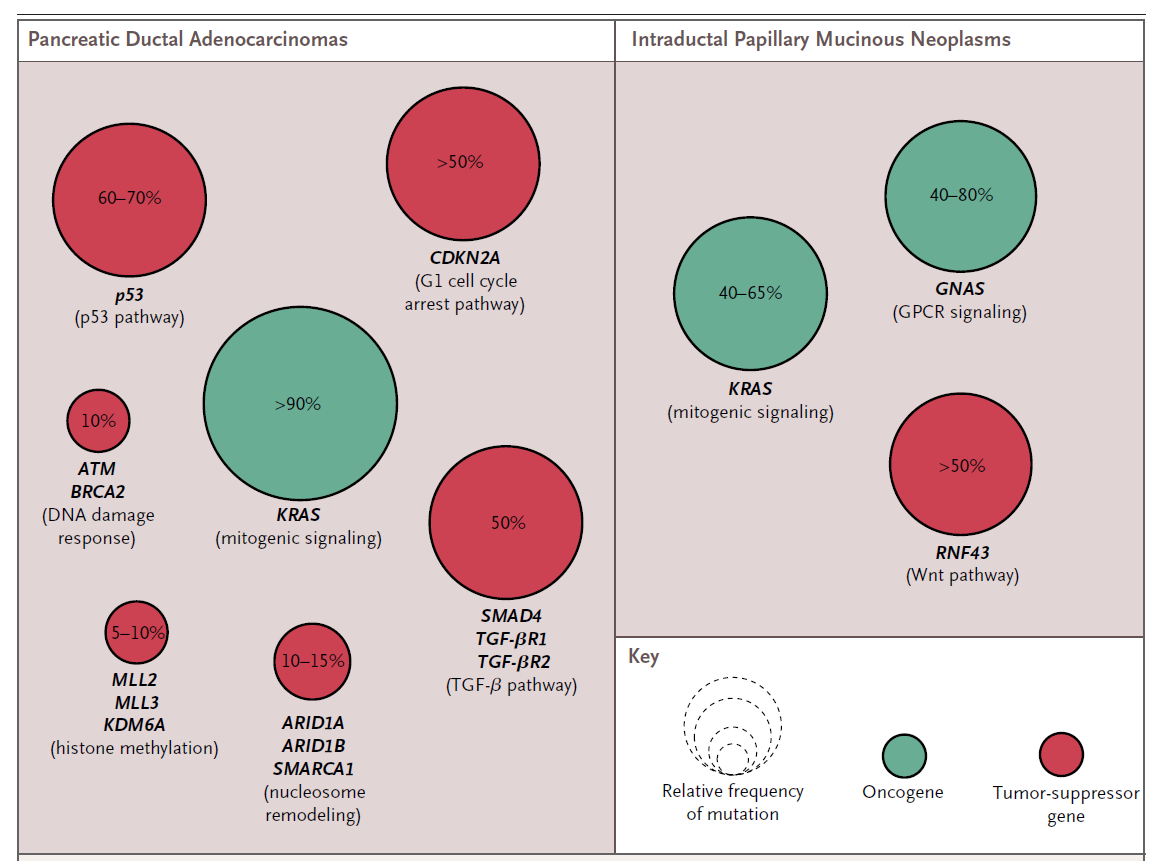 Pancreatic Ductal Adenocarcinomas
60–70%
p53
(p53 pathway)
>50%
CDKN2A
(G1 cell cycle
arrest pathway)
10%
ATM
BRCA2
(DNA damage
response)
>90%
KRAS
(mitogenic signaling)
50%
SMAD4
TGF-βR1
TGF-βR2
(TGF-β pathway)
5–10%
MLL2
MLL3
KDM6A
(histone methylation)
10–15%
ARID1A
ARID1B
SMARCA1
(nucleosome
remodeling)
Intraductal Papillary Mucinous Neoplasms
40–80%
GNAS
(GPCR signaling)
40–65%
KRAS
(mitogenic signaling)
>50%
RNF43
(Wnt pathway)
Key
Relative frequency
of mutation
Oncogene
Tumor-suppressor
gene